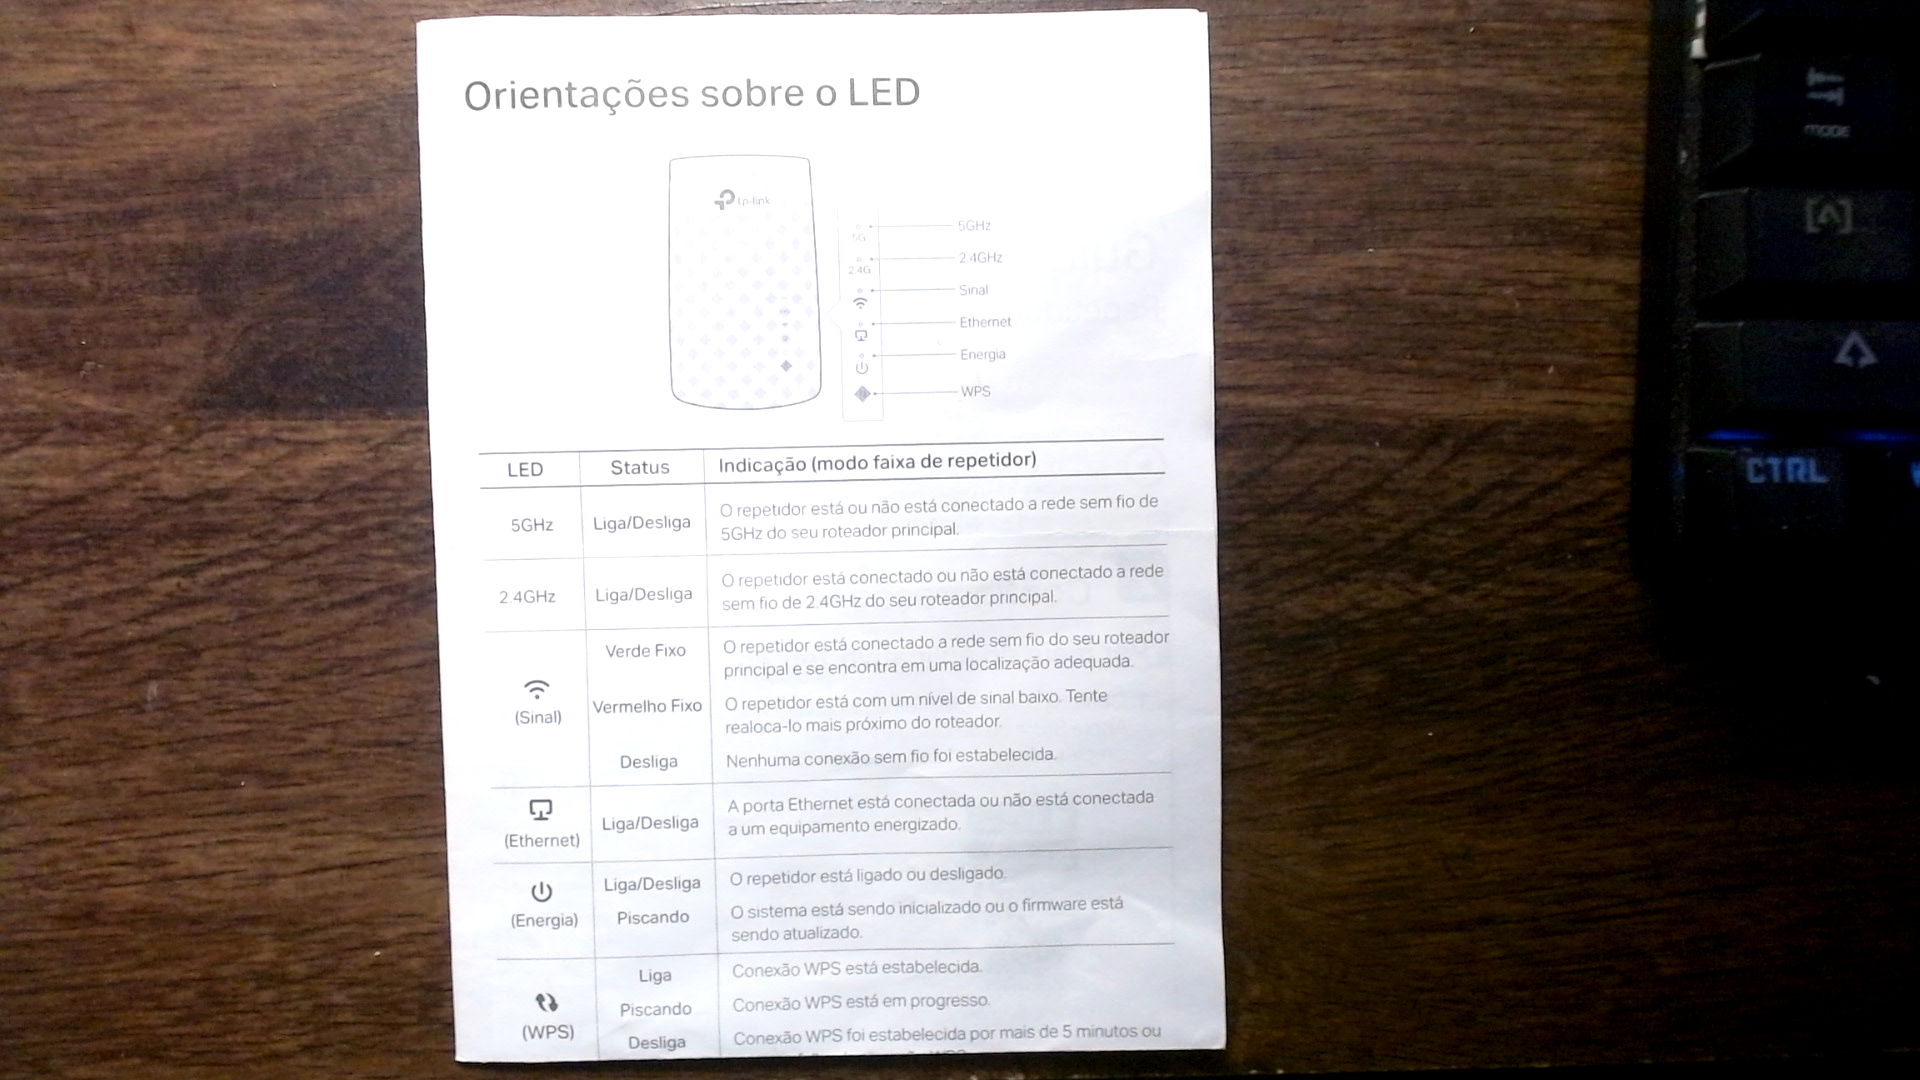 Orientações sobre o LED
tp-link
5G
5GHz
2.4G
2.4GHz
Sinal
Ethernet
Energia
WPS
LED Status Indicação (modo faixa de repetidor)
5GHz Liga/Desliga O repetidor está ou não está conectado a rede sem fio de
5GHz do seu roteador principal.
2.4GHz Liga/Desliga O repetidor está conectado ou não está conectado a rede
sem fio de 2.4GHz do seu roteador principal.
(Sinal)
Verde Fixo O repetidor está conectado a rede sem fio do seu roteador
principal e se encontra em uma localização adequada.
Vermelho Fixo O repetidor está com um nível de sinal baixo. Tente
realoca-lo mais próximo do roteador.
Desliga Nenhuma conexão sem fio foi estabelecida.
(Ethernet)
Liga/Desliga A porta Ethernet está conectada ou não está conectada
a um equipamento energizado.
(Energia)
Liga/Desliga O repetidor está ligado ou desligado.
Piscando O sistema está sendo inicializado ou o firmware está
sendo atualizado.
(WPS)
Liga Conexão WPS está estabelecida.
Piscando Conexão WPS está em progresso.
Desliga Conexão WPS foi estabelecida por mais de 5 minutos ou
MODE
[A]
CTRL